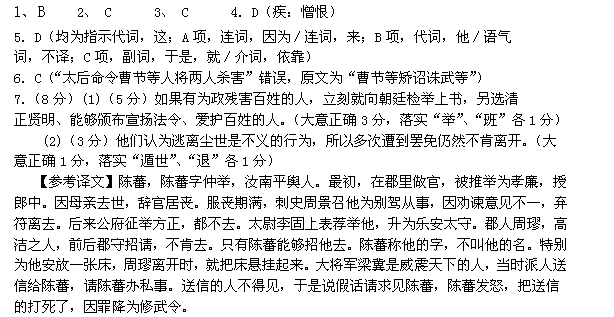 1、B　　2、 C　　 3、 C　　 4. D（疾：憎恨）
5. D（均为指示代词，这；A项，连词，因为/连词，来；B项，代词，他/语气
词，不译；C项，副词，于是，就/介词，依靠）
6. C（“太后命令曹节等人将两人杀害”错误，原文为“曹节等矫诏诛武等”）
7.（8分）(1)（5分）如果有为政残害百姓的人，立刻就向朝廷检举上书，另选清
正贤明、能够颁布宣扬法令、爱护百姓的人。（大意正确3分，落实“举”、“班”各1分）
(2)（3分）他们认为逃离尘世是不义的行为，所以多次遭到罢免仍然不肯离开。（大
意正确1分，落实“遁世”、“退”各1分）
【参考译文】陈蕃，陈蕃字仲举，汝南平舆人。最初，在郡里做官，被推举为孝廉，授
郎中。因母亲去世，辞官居丧。服丧期满，刺史周景召他为别驾从事，因劝谏意见不一，弃
符离去。后来公府征举方正，都不去。太尉李固上表荐举他，升为乐安太守。郡人周璆，高
洁之人，前后郡守招请，不肯去。只有陈蕃能够招他去。陈蕃称他的字，不叫他的名。特别
为他安放一张床，周璆离开时，就把床悬挂起来。大将军梁冀是威震天下的人，当时派人送
信给陈蕃，请陈蕃办私事。送信的人不得见，于是说假话请求见陈蕃，陈蕃发怒，把送信
的打死了，因罪降为修武令。